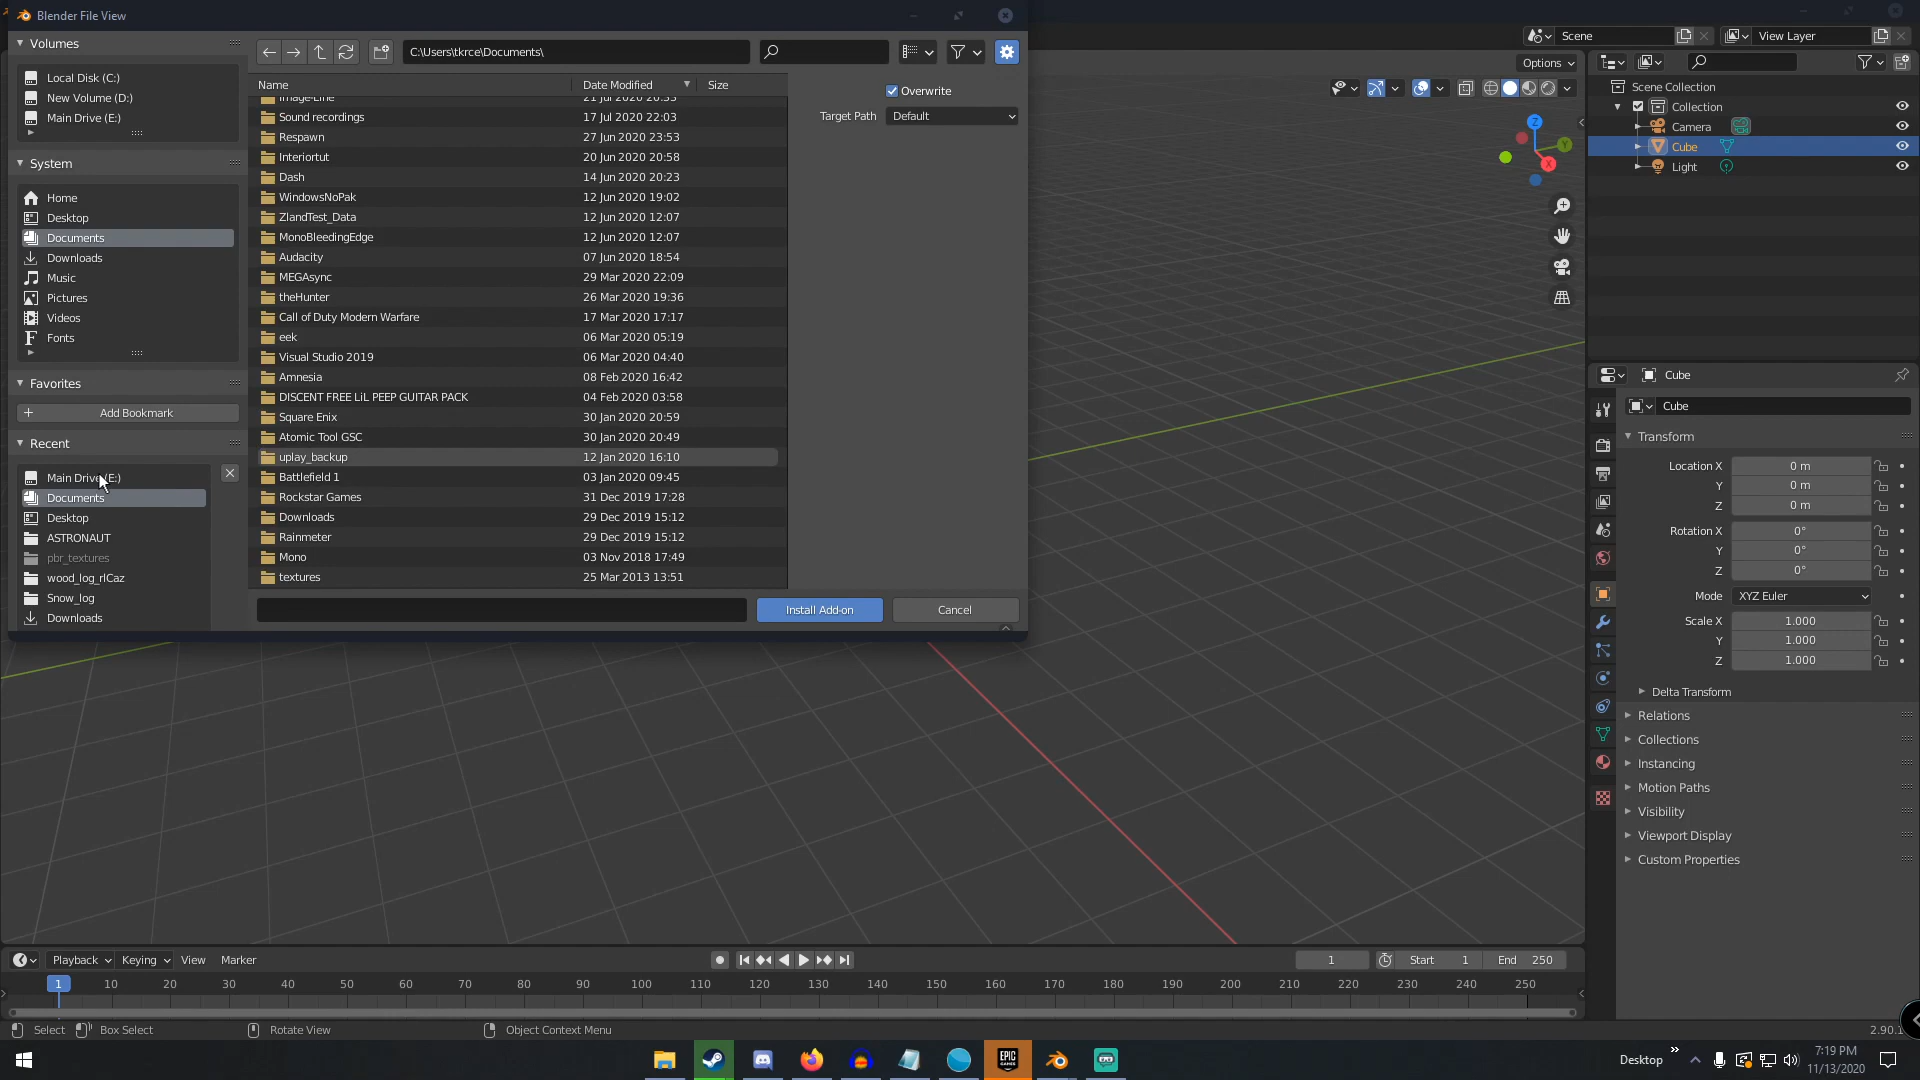 Blender File View
Volumes
Local Disk (C:)
New Volume (D:)
Main Drive (E:)
System
Home
Desktop
Documents
Downloads
Music
Pictures
Videos
Fonts
Favorites
Add Bookmark
Recent
Main Drive (E:)
Documents
Desktop
ASTRONAUT
pbr_textures
wood_log_rlCaz
Snow_log
Downloads
C:\Users\tkrce\Documents\
Name Date Modified Size
Image-Line 21 Jul 2020 20:53
Sound recordings 17 Jul 2020 22:03
Respawn 27 Jun 2020 23:53
Interiortut 20 Jun 2020 20:58
Dash 14 Jun 2020 20:23
WindowsNoPak 12 Jun 2020 19:02
ZlandTest_Data 12 Jun 2020 12:07
MonoBleedingEdge 12 Jun 2020 12:07
Audacity 07 Jun 2020 18:54
MEGAsync 29 Mar 2020 22:09
theHunter 26 Mar 2020 19:36
Call of Duty Modern Warfare 17 Mar 2020 17:17
eek 06 Mar 2020 05:19
Visual Studio 2019 06 Mar 2020 04:40
Amnesia 08 Feb 2020 16:42
DISCENT FREE LiL PEEP GUITAR PACK 04 Feb 2020 03:58
Square Enix 30 Jan 2020 20:59
Atomic Tool GSC 30 Jan 2020 20:49
uplay_backup 12 Jan 2020 16:10
Battlefield 1 03 Jan 2020 09:45
Rockstar Games 31 Dec 2019 17:28
Downloads 29 Dec 2019 15:12
Rainmeter 29 Dec 2019 15:12
Mono 03 Nov 2018 17:49
textures 25 Mar 2013 13:51
Overwrite
Target Path Default
Install Add-on Cancel
Options
X Y Z
Scene View Layer
Scene Collection
Collection
Camera
Cube
Light
Cube
Cube
Transform
Location X 0 m
Y 0 m
Z 0 m
Rotation X 0°
Y 0°
Z 0°
Mode XYZ Euler
Scale X 1.000
Y 1.000
Z 1.000
Delta Transform
Relations
Collections
Instancing
Motion Paths
Visibility
Viewport Display
Custom Properties
Playback Keying View Marker
1 Start 1 End 250
1 10 20 30 40 50 60 70 80 90 100 110 120 130 140 150 160 170 180 190 200 210 220 230 240 250
Select Box Select Rotate View Object Context Menu
EPIC GAMES
Desktop
7:19 PM
11/13/2020